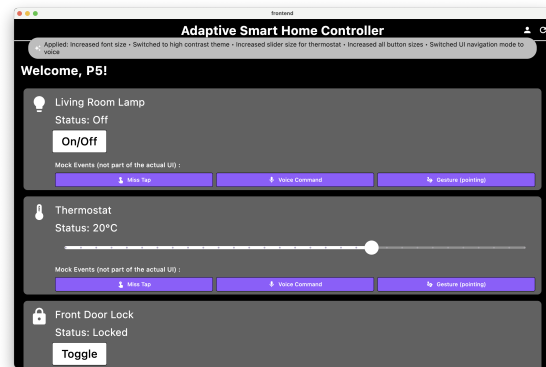 frontend
Adaptive Smart Home Controller
Applied: Increased font size • Switched to high contrast theme • Increased slider size for thermostat • Increased all button sizes • Switched UI navigation mode to
voice
Welcome, P5!
Living Room Lamp
Status: Off
On/Off
Mock Events (not part of the actual UI) :
Miss Tap Voice Command Gesture (pointing)
Thermostat
Status: 20°C
Mock Events (not part of the actual UI) :
Miss Tap Voice Command Gesture (pointing)
Front Door Lock
Status: Locked
Toggle